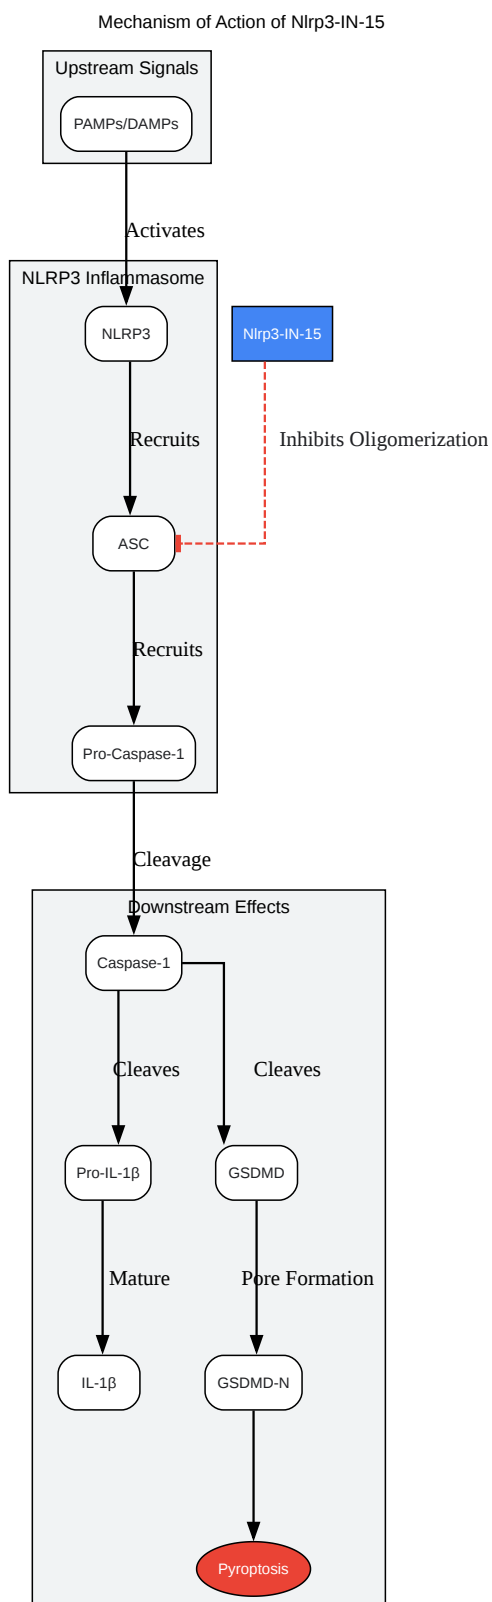 Mechanism of Action of Nlrp3-IN-15
Upstream Signals
PAMPs/DAMPs
Activates
NLRP3 Inflammasome
NLRP3
Nlrp3-IN-15
Recruits
Inhibits Oligomerization
ASC
Recruits
Pro-Caspase-1
Cleavage
Downstream Effects
Caspase-1
Cleaves
Cleaves
Pro-IL-1β
GSDMD
Mature
Pore Formation
IL-1β
GSDMD-N
Pyroptosis